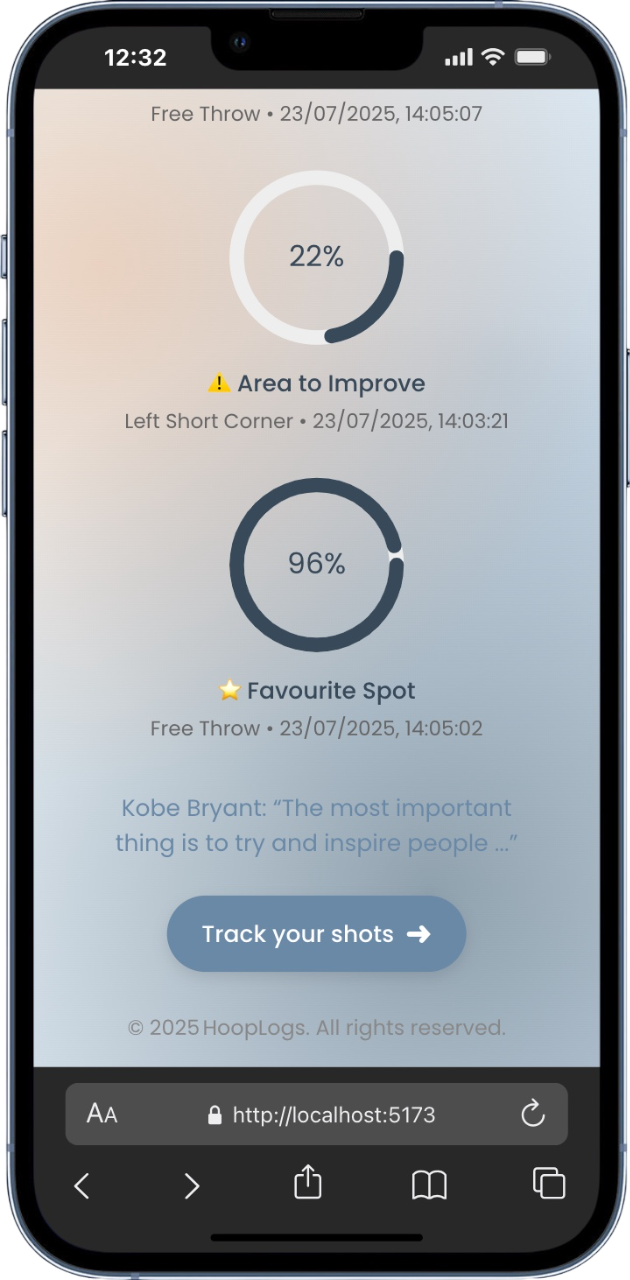 12:32
Free Throw • 23/07/2025, 14:05:07
22%
⚠️ Area to Improve
Left Short Corner • 23/07/2025, 14:03:21
96%
⭐ Favourite Spot
Free Throw • 23/07/2025, 14:05:02
Kobe Bryant: “The most important
thing is to try and inspire people ...”
Track your shots ➜
© 2025 HoopLogs. All rights reserved.
AA http://localhost:5173